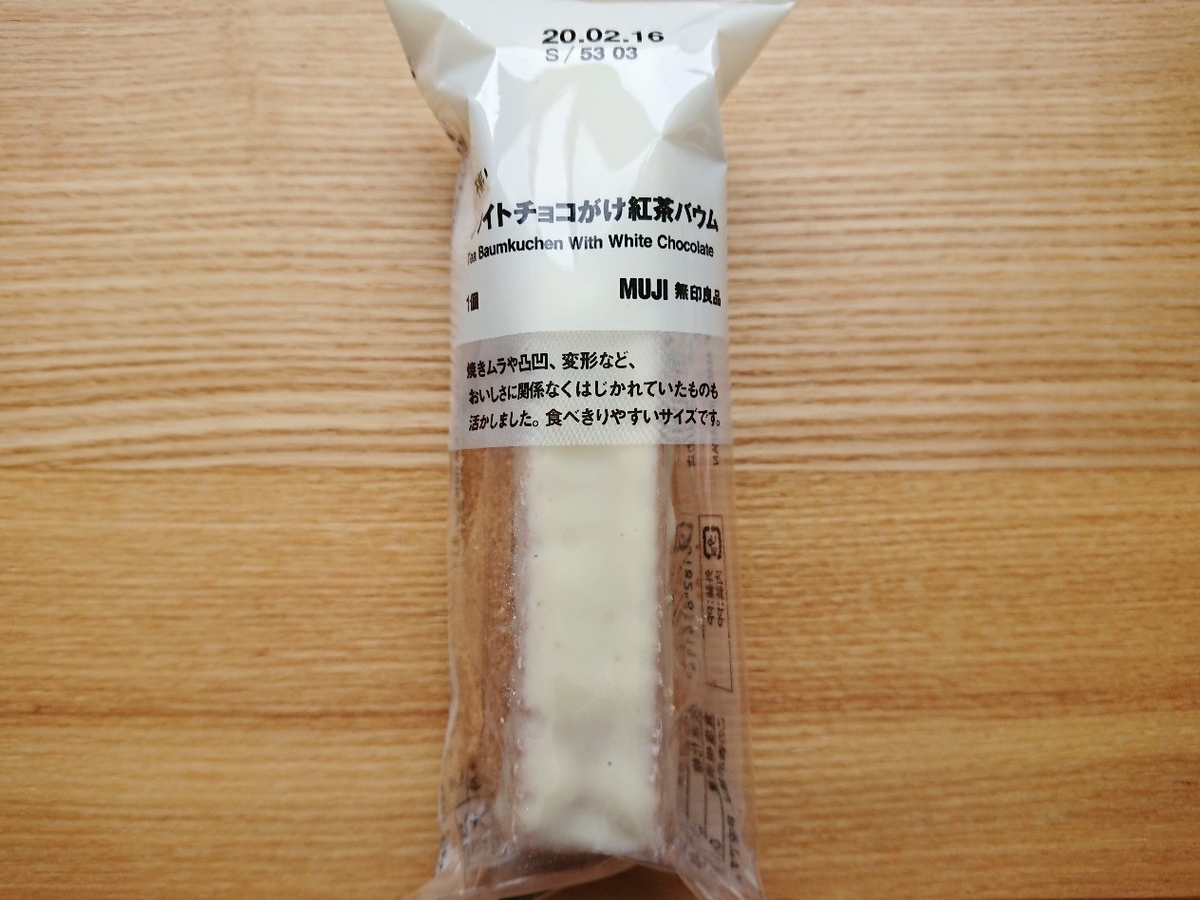 20.02.16
S/53 03
イトチョコがけ紅茶バウム
Tea Baumkuchen With White Chocolate
1個
MUJI 無印良品
焼きムラや凸凹、変形など、
おいしさに関係なくはじかれていたものも
活かしました。食べきりやすいサイズです。